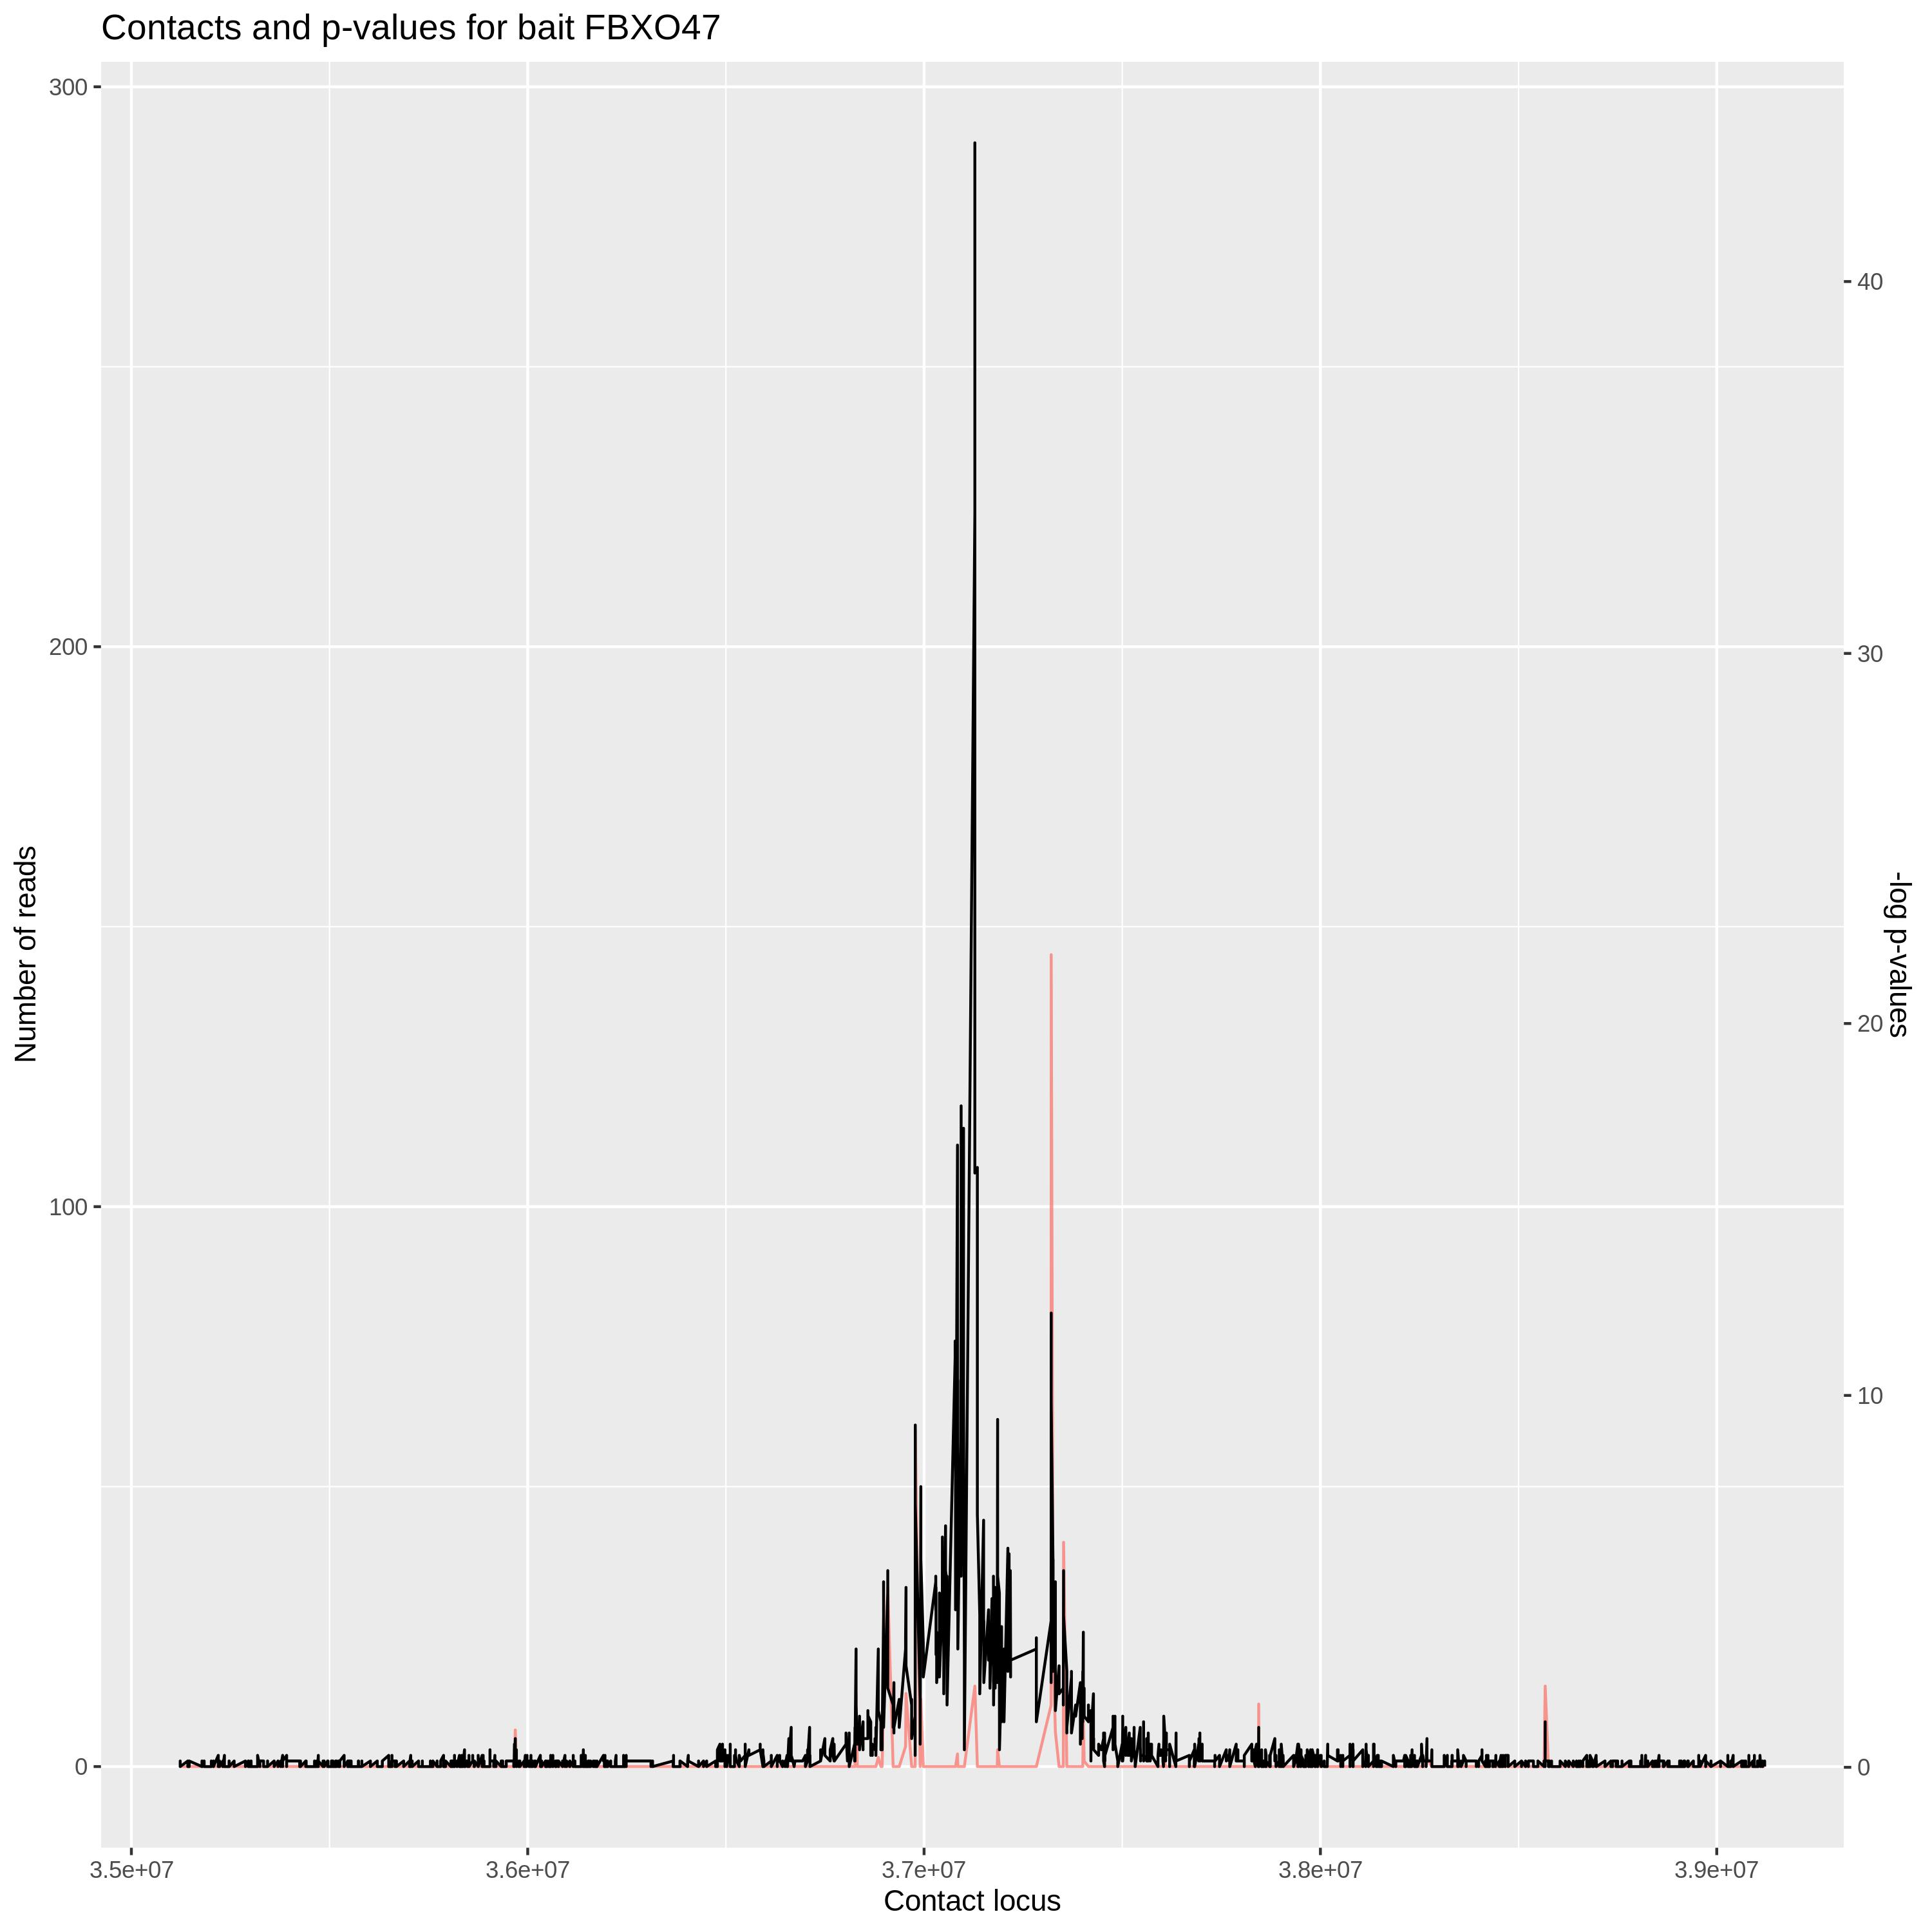 Contacts and p-values for bait FBXO47
300
200
100
0
Number of reads
40
30
20
10
0
-log p-values
3.5e+07
3.6e+07
3.7e+07
3.8e+07
3.9e+07
Contact locus